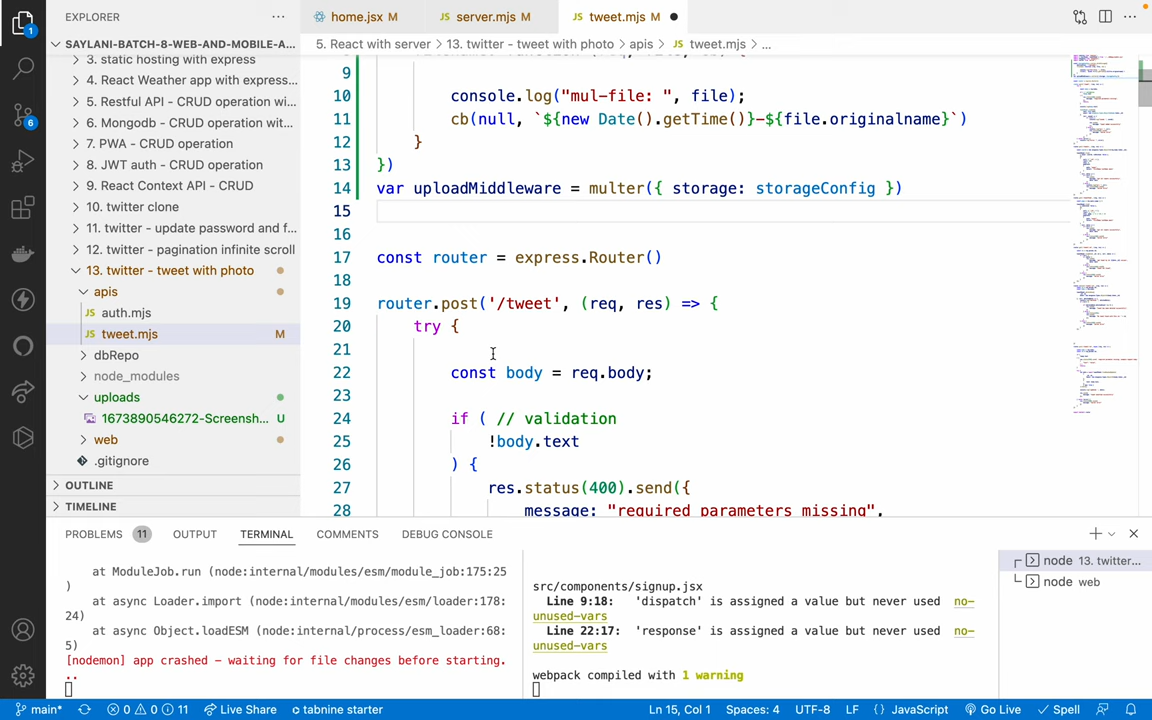 EXPLORER
home.jsx M
server.mjs M
tweet.mjs M
SAYLANI-BATCH-8-WEB-AND-MOBILE-A...
5. React with server > 13. twitter - tweet with photo > apis > JS tweet.mjs > ...
3. static hosting with express
4. React Weather app with express...
5. Restful API - CRUD operation wi...
6. Mongodb - CRUD operation wit...
7. PWA - CRUD operation
8. JWT auth - CRUD operation
9. React Context API - CRUD
10. twitter clone
11. twitter - update password and f...
12. twitter - pagination infinite scroll
13. twitter - tweet with photo
apis
JS auth.mjs
JS tweet.mjs M
dbRepo
node_modules
uploads
1673890546272-Screensh... U
web
.gitignore
OUTLINE
TIMELINE
9
10 console.log("mul-file: ", file);
11 cb(null, `${new Date().getTime()}-${file.originalname}`)
12 }
13 })
14 var uploadMiddleware = multer({ storage: storageConfig })
15
16
17 const router = express.Router()
18
19 router.post('/tweet', (req, res) => {
20 try {
21
22 const body = req.body;
23
24 if ( // validation
25 !body.text
26 ) {
27 res.status(400).send({
28 message: "required parameters missing",
PROBLEMS 11 OUTPUT TERMINAL COMMENTS DEBUG CONSOLE
at ModuleJob.run (node:internal/modules/esm/module_job:175:25
)
at async Loader.import (node:internal/modules/esm/loader:178:
24)
at async Object.loadESM (node:internal/process/esm_loader:68:
5)
[nodemon] app crashed - waiting for file changes before starting.
..
src/components/signup.jsx
Line 9:18: 'dispatch' is assigned a value but never used no-
unused-vars
Line 22:17: 'response' is assigned a value but never used no-
unused-vars
webpack compiled with 1 warning
node 13. twitter...
node web
1
6
main* 0 0 11 Live Share tabnine starter Ln 15, Col 1 Spaces: 4 UTF-8 LF {} JavaScript Go Live Spell